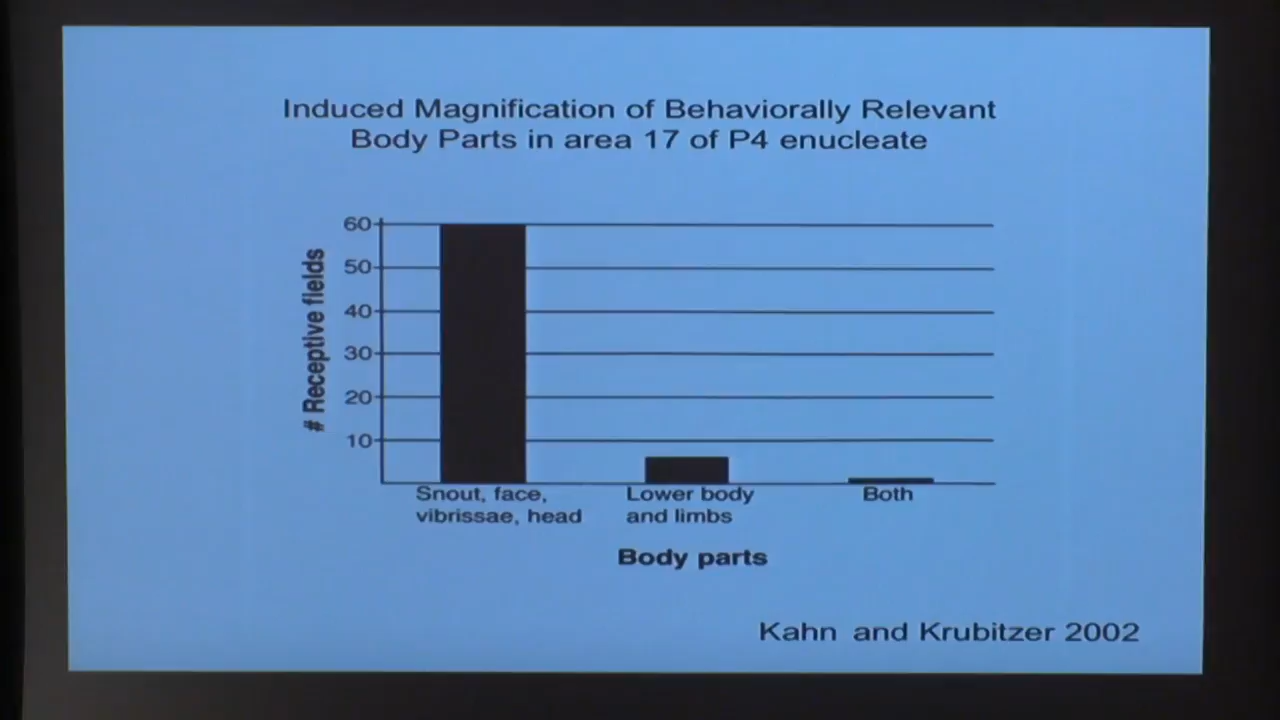 Induced Magnification of Behaviorally Relevant
Body Parts in area 17 of P4 enucleate
60
50
40
30
20
10
# Receptive fields
Snout, face,
vibrissae, head
Lower body
and limbs
Both
Body parts
Kahn and Krubitzer 2002